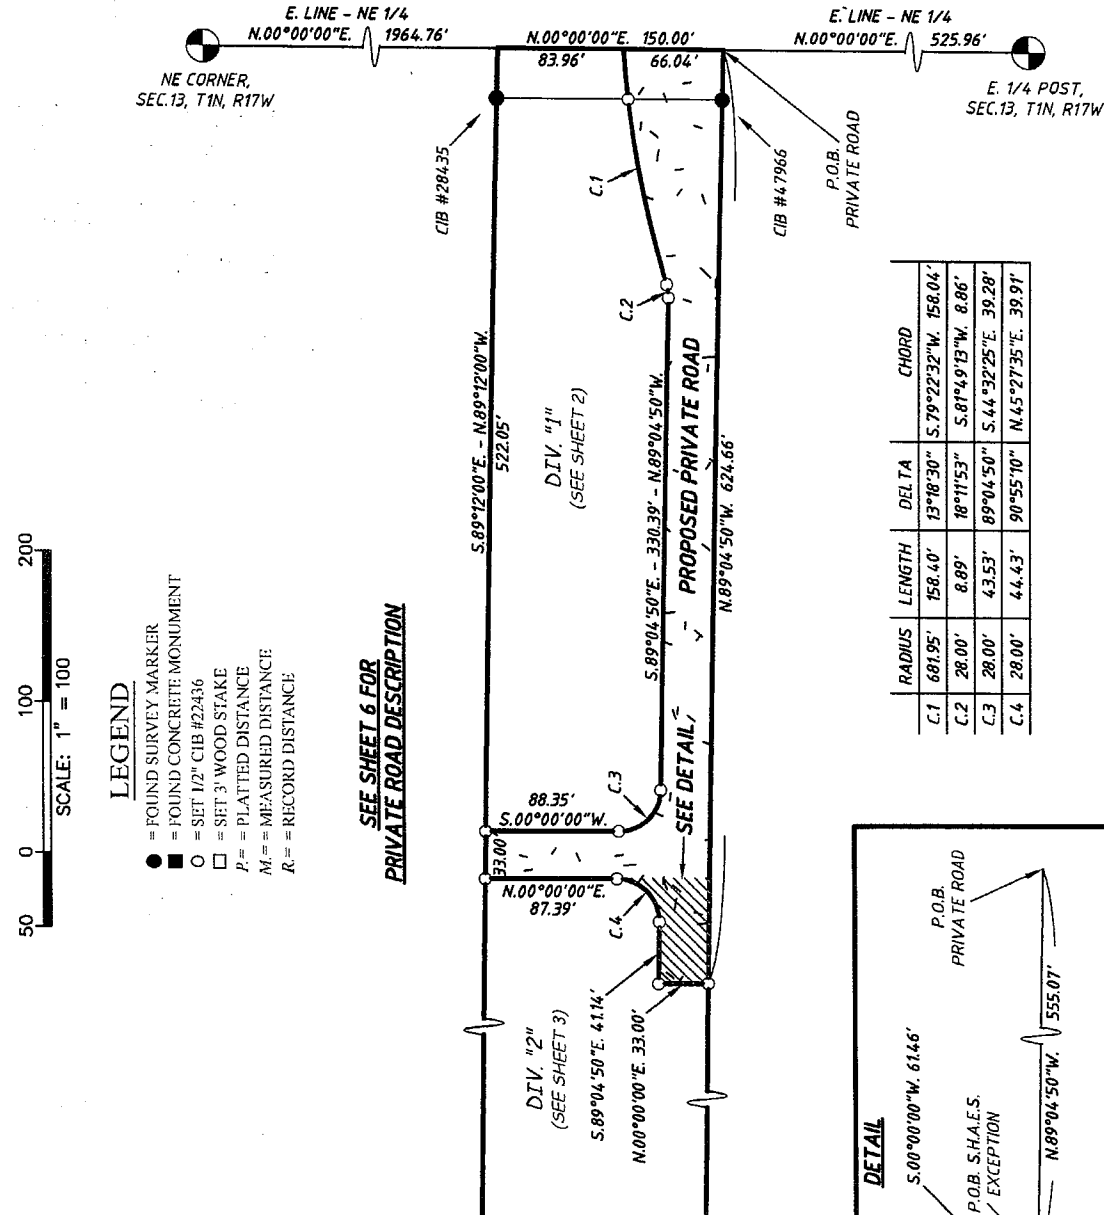 E. LINE - NE 1/4
N.00°00'00"E. 1964.76'
N.00°00'00"E. 150.00'
83.96' 66.04'
E. LINE - NE 1/4
N.00°00'00"E. 525.96'
NE CORNER,
SEC.13, T1N, R17W
E. 1/4 POST,
SEC.13, T1N, R17W
CIB #28435
C.1
CIB #47966
P.O.B.
PRIVATE ROAD
C.2
S.89°12'00"E. - N.89°12'00"W.
522.05'
DIV. "1"
(SEE SHEET 2)
S.89°04'50"E. - 330.39' - N.89°04'50"W.
PROPOSED PRIVATE ROAD
N.89°04'50"W. 624.66'
RADIUS LENGTH DELTA CHORD
C.1 681.95' 158.40' 13°18'30" S.79°22'32"W. 158.04'
C.2 28.00' 8.89' 18°11'53" S.81°49'13"W. 8.86'
C.3 28.00' 43.53' 89°04'50" S.44°32'25"E. 39.28'
C.4 28.00' 44.43' 90°55'10" N.45°27'35"E. 39.91'
50 0 100 200
SCALE: 1" = 100
LEGEND
= FOUND SURVEY MARKER
= FOUND CONCRETE MONUMENT
= SET 1/2" CIB #22436
= SET 3' WOOD STAKE
P.= PLATTED DISTANCE
M.= MEASURED DISTANCE
R.= RECORD DISTANCE
SEE SHEET 6 FOR
PRIVATE ROAD DESCRIPTION
88.35'
S.00°00'00"W.
C.3
SEE DETAIL
33.00'
N.00°00'00"E.
87.39'
C.4
DIV. "2"
(SEE SHEET 3)
S.89°04'50"E. 41.14'
N.00°00'00"E. 33.00'
DETAIL
S.00°00'00"W. 61.46'
P.O.B.
PRIVATE ROAD
P.O.B. S.H.A.E.S.
EXCEPTION
N.89°04'50"W. 555.07'